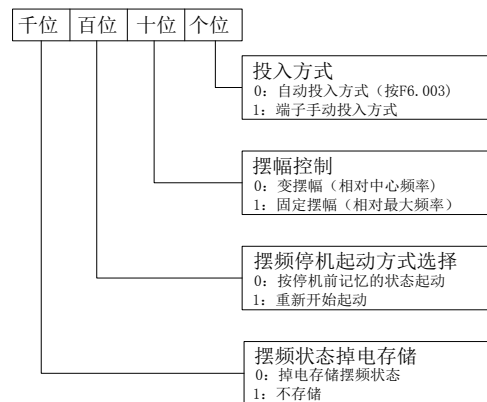 千位 百位 十位 个位
投入方式
0: 自动投入方式（按F6.003)
1: 端子手动投入方式
摆幅控制
0: 变摆幅（相对中心频率)
1: 固定摆幅（相对最大频率）
摆频停机起动方式选择
0: 按停机前记忆的状态起动
1: 重新开始起动
摆频状态掉电存储
0: 掉电存储摆频状态
1: 不存储